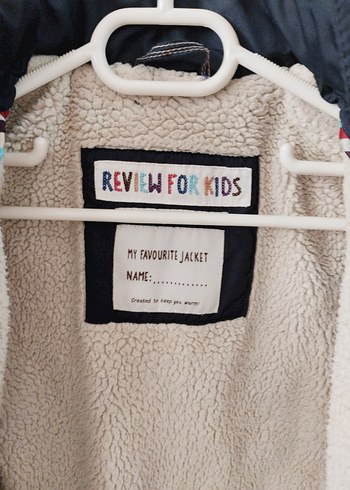 REVIEW FOR KIDS
MY FAVOURITE JACKET
NAME:..............
Created to keep you warm!